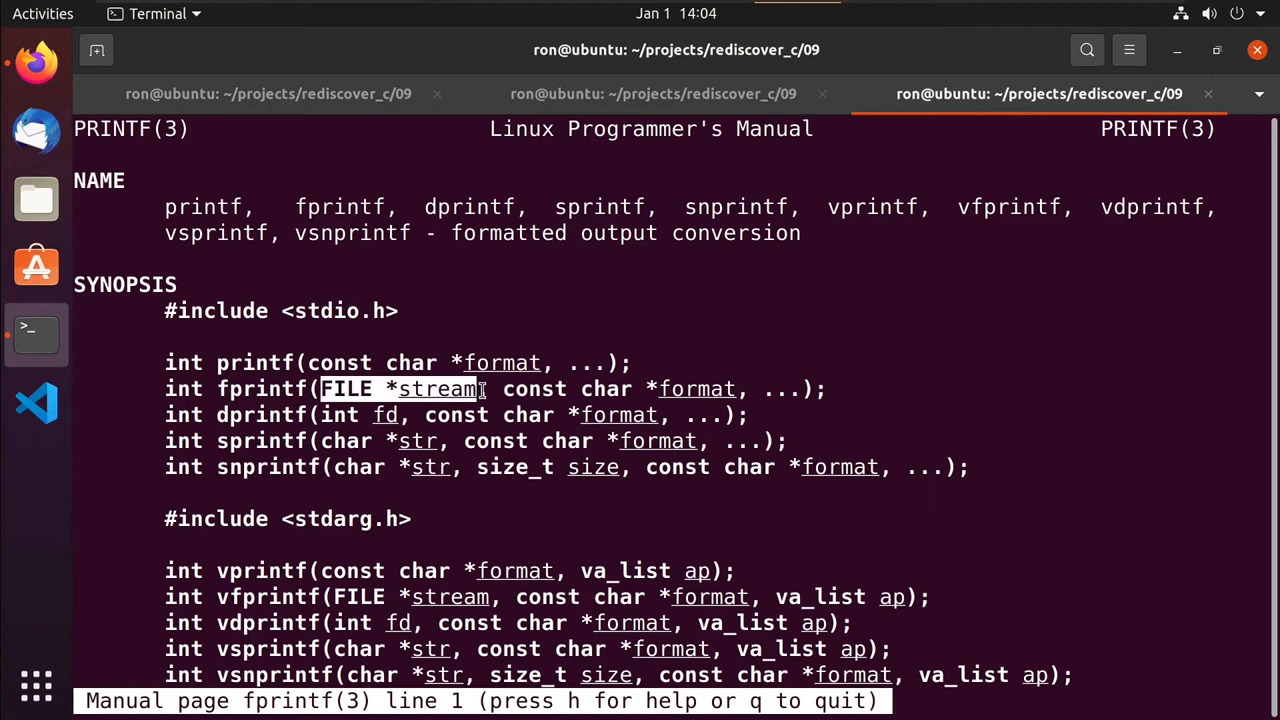 Activities Terminal Jan 1 14:04
ron@ubuntu: ~/projects/rediscover_c/09
ron@ubuntu: ~/projects/rediscover_c/09 × ron@ubuntu: ~/projects/rediscover_c/09 × ron@ubuntu: ~/projects/rediscover_c/09 ×
PRINTF(3) Linux Programmer's Manual PRINTF(3)
NAME
printf, fprintf, dprintf, sprintf, snprintf, vprintf, vfprintf, vdprintf,
vsprintf, vsnprintf - formatted output conversion
SYNOPSIS
#include <stdio.h>
int printf(const char *format, ...);
int fprintf(FILE *stream, const char *format, ...);
int dprintf(int fd, const char *format, ...);
int sprintf(char *str, const char *format, ...);
int snprintf(char *str, size_t size, const char *format, ...);
#include <stdarg.h>
int vprintf(const char *format, va_list ap);
int vfprintf(FILE *stream, const char *format, va_list ap);
int vdprintf(int fd, const char *format, va_list ap);
int vsprintf(char *str, const char *format, va_list ap);
int vsnprintf(char *str, size_t size, const char *format, va_list ap);
Manual page fprintf(3) line 1 (press h for help or q to quit)